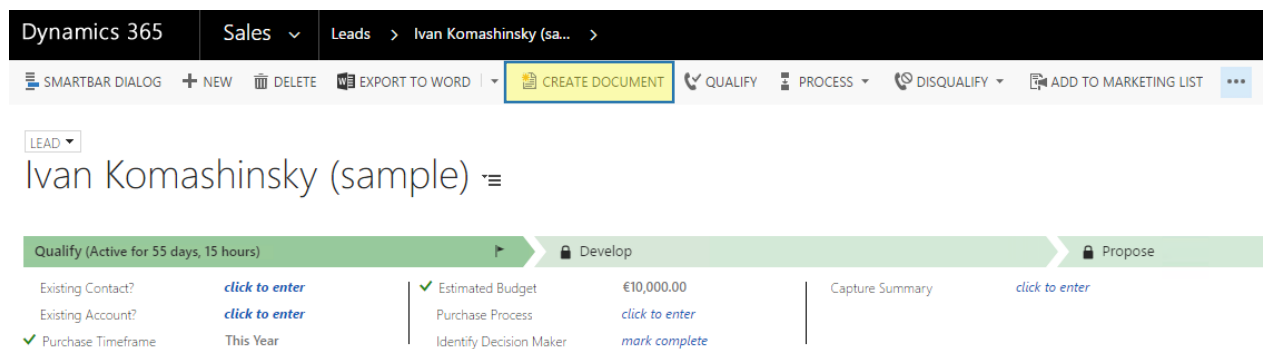 Dynamics 365 Sales Leads > Ivan Komashinsky (sa... >
SMARTBAR DIALOG NEW DELETE EXPORT TO WORD CREATE DOCUMENT QUALIFY PROCESS DISQUALIFY ADD TO MARKETING LIST ...
LEAD
Ivan Komashinsky (sample)
Qualify (Active for 55 days, 15 hours) Develop Propose
Existing Contact? click to enter Estimated Budget €10,000.00 Capture Summary click to enter
Existing Account? click to enter Purchase Process click to enter
Purchase Timeframe This Year Identify Decision Maker mark complete